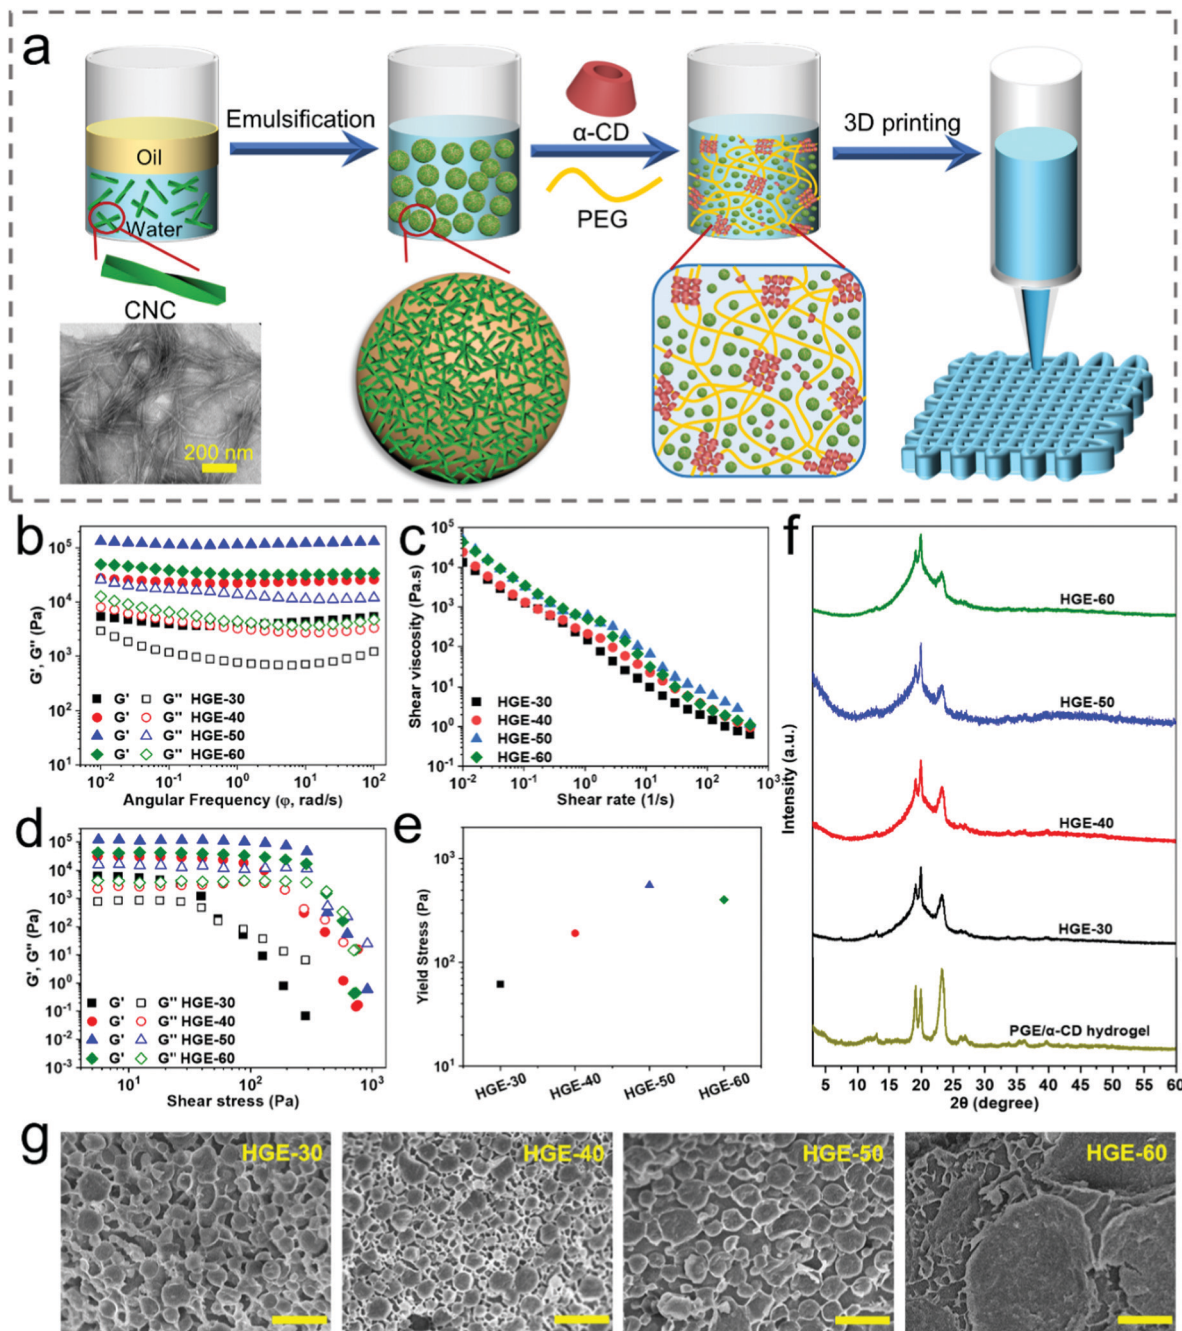 a
Oil
Water
CNC
200 nm
Emulsification
α-CD
PEG
3D printing
b
G', G'' (Pa)
10⁵
10⁴
10³
10²
10¹
G' G'' HGE-30
G' G'' HGE-40
G' G'' HGE-50
G' G'' HGE-60
10⁻² 10⁻¹ 10⁰ 10¹ 10²
Angular Frequency (φ, rad/s)
c
Shear viscosity (Pa.s)
10⁵
10⁴
10³
10²
10¹
10⁰
10⁻¹
HGE-30
HGE-40
HGE-50
HGE-60
10⁻² 10⁻¹ 10⁰ 10¹ 10² 10³
Shear rate (1/s)
d
G', G'' (Pa)
10⁵
10⁴
10³
10²
10¹
10⁰
10⁻¹
10⁻²
10⁻³
G' G'' HGE-30
G' G'' HGE-40
G' G'' HGE-50
G' G'' HGE-60
10¹ 10² 10³
Shear stress (Pa)
e
Yield Stress (Pa)
10³
10²
10¹
HGE-30 HGE-40 HGE-50 HGE-60
f
Intensity (a.u.)
HGE-60
HGE-50
HGE-40
HGE-30
PGE/α-CD hydrogel
5 10 15 20 25 30 35 40 45 50 55 60
2θ (degree)
g
HGE-30
HGE-40
HGE-50
HGE-60